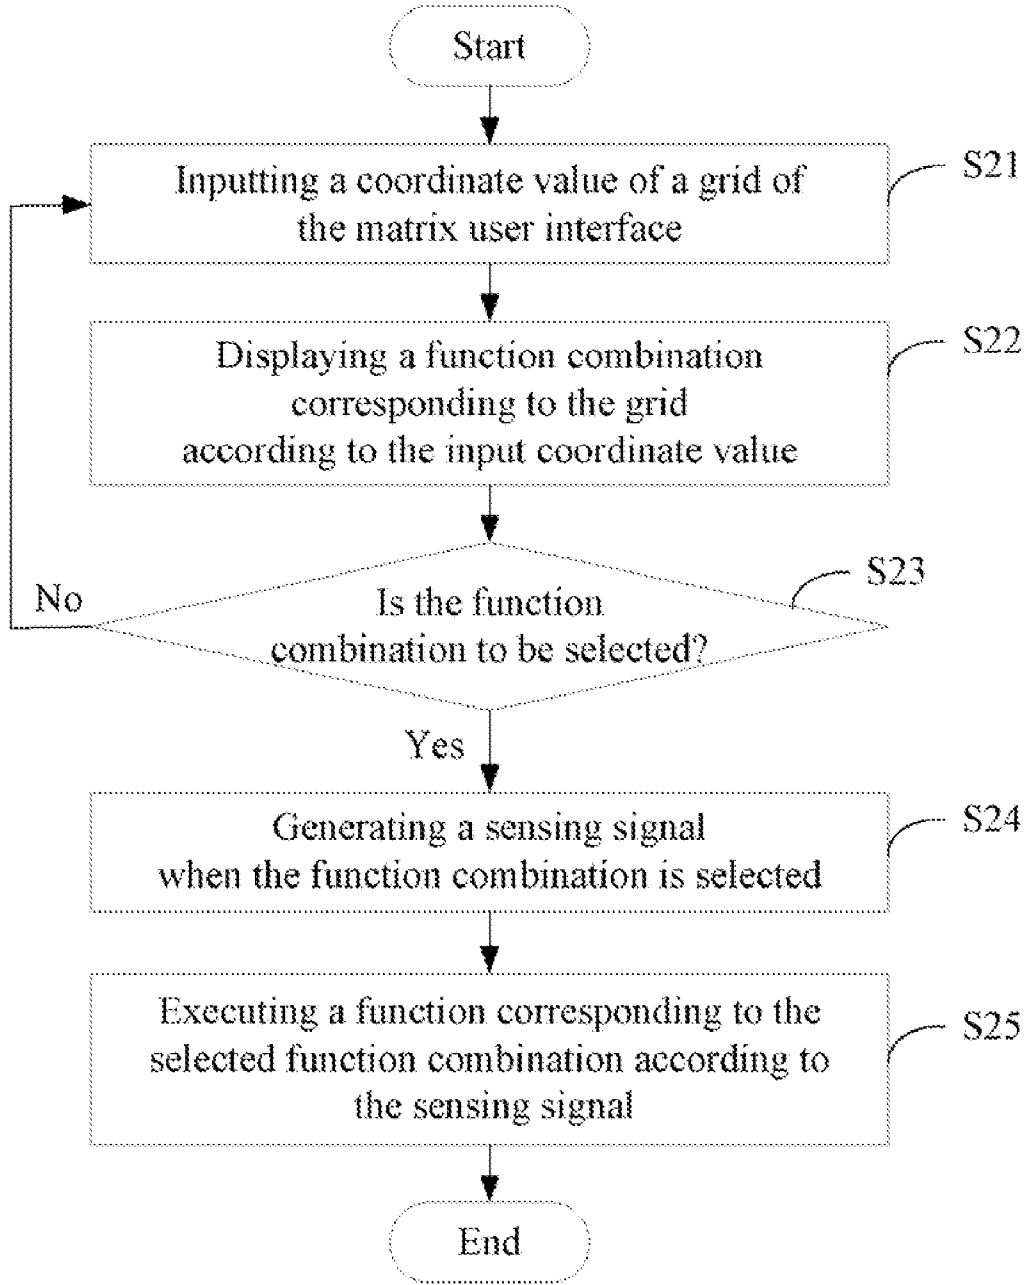 Start
Inputting a coordinate value of a grid of
the matrix user interface
S21
Displaying a function combination
corresponding to the grid
according to the input coordinate value
S22
Is the function
combination to be selected?
S23
No
Yes
Generating a sensing signal
when the function combination is selected
S24
Executing a function corresponding to the
selected function combination according to
the sensing signal
S25
End